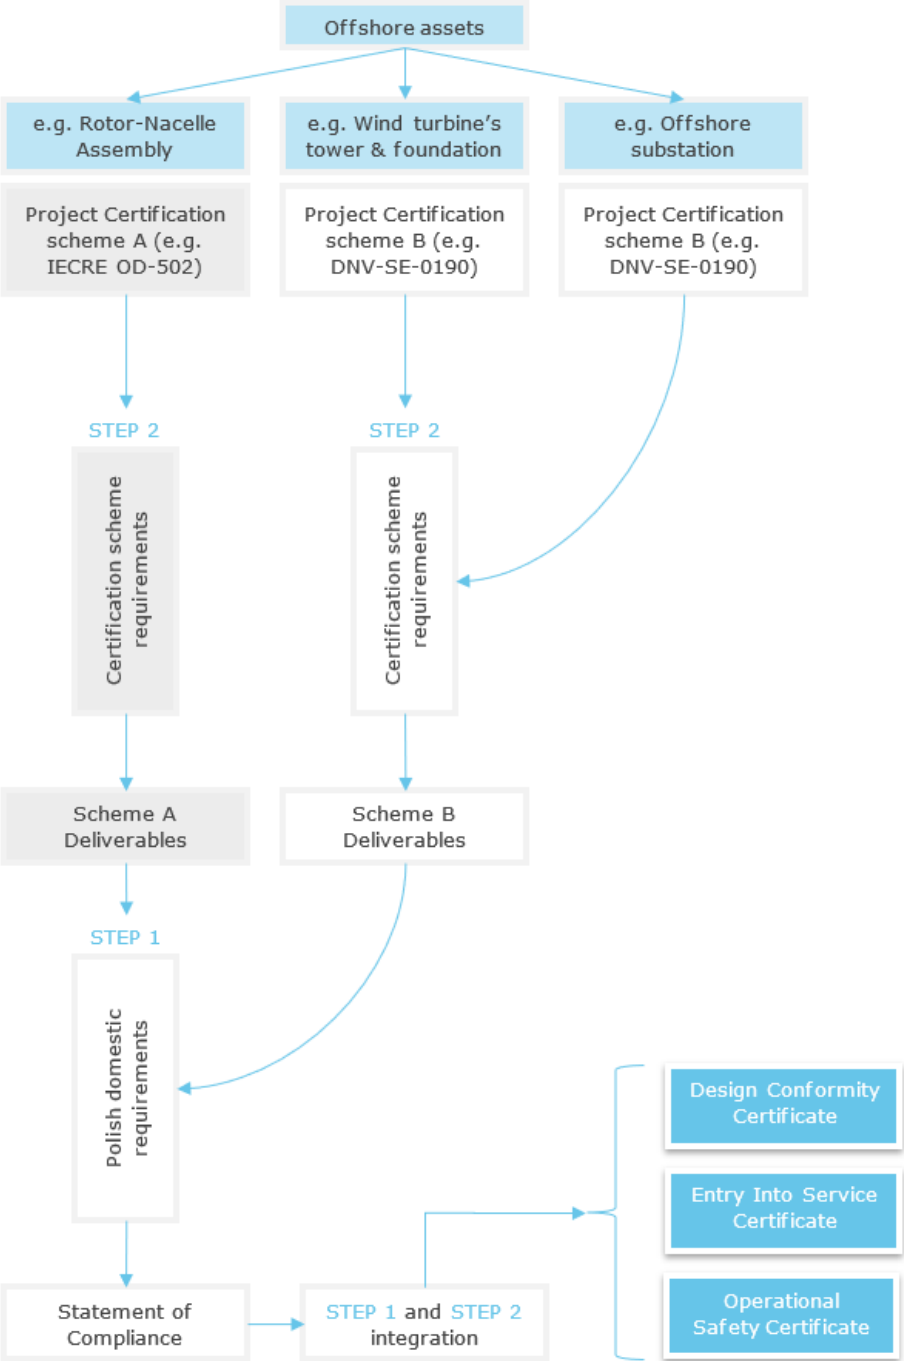 Offshore assets
e.g. Rotor-Nacelle
Assembly
e.g. Wind turbine's
tower & foundation
e.g. Offshore
substation
Project Certification
scheme A (e.g.
IECRE OD-502)
Project Certification
scheme B (e.g.
DNV-SE-0190)
Project Certification
scheme B (e.g.
DNV-SE-0190)
STEP 2
STEP 2
Certification scheme
requirements
Certification scheme
requirements
Scheme A
Deliverables
Scheme B
Deliverables
STEP 1
Polish domestic
requirements
Design Conformity
Certificate
Entry Into Service
Certificate
Statement of
Compliance
STEP 1 and STEP 2
integration
Operational
Safety Certificate